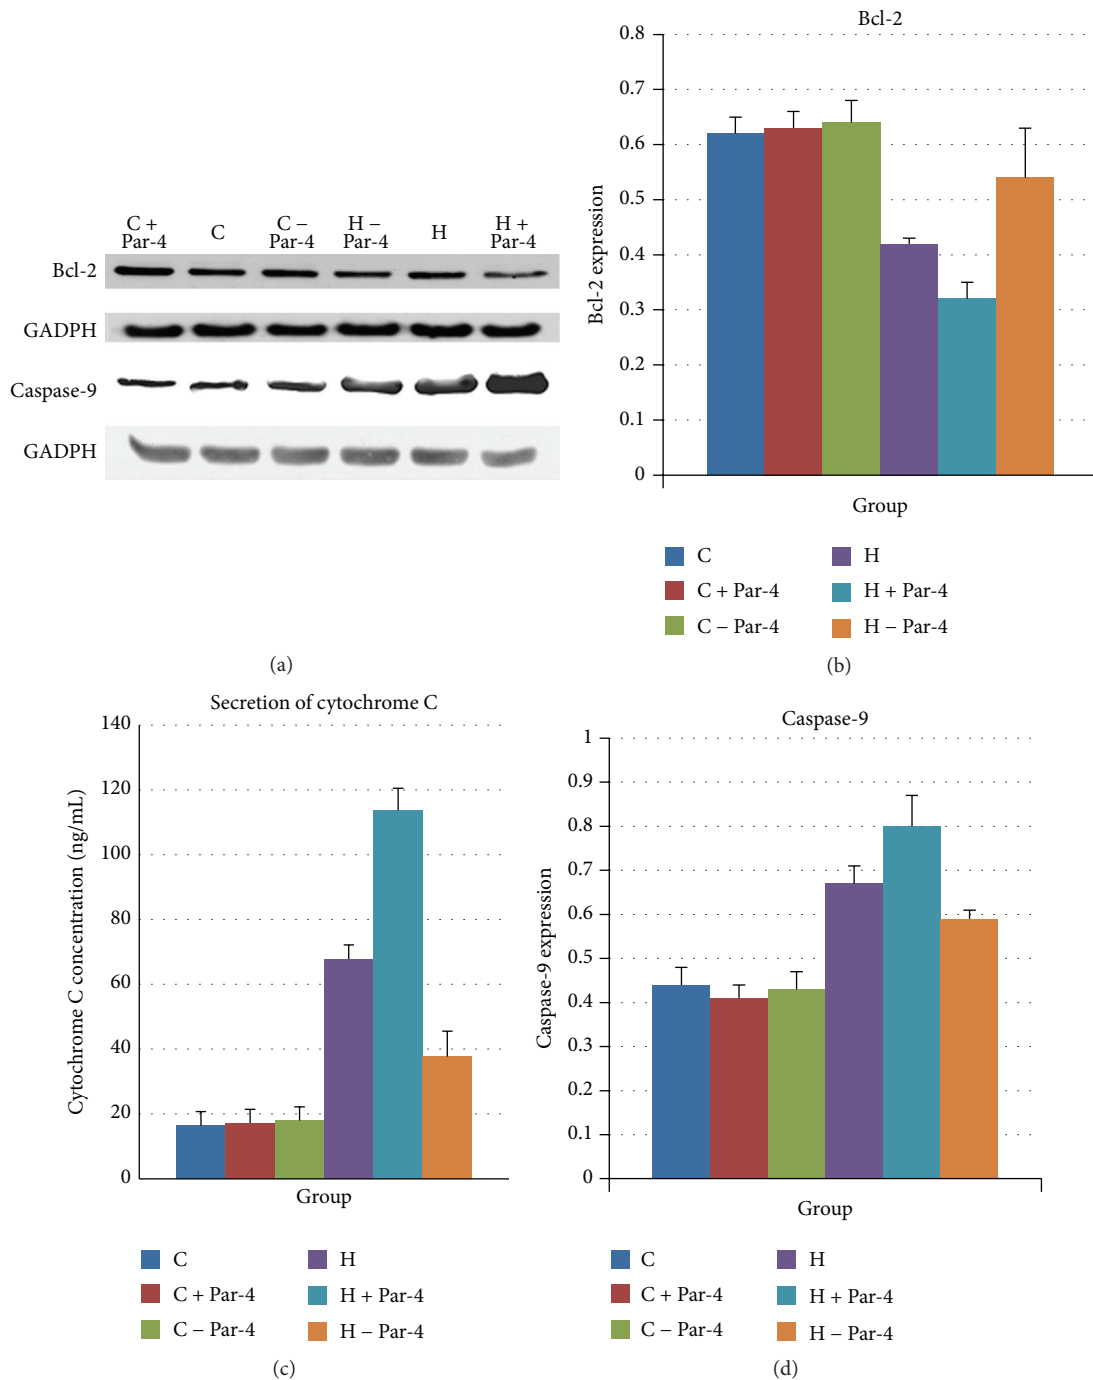 C +
Par-4
C
C −
Par-4
H −
Par-4
H
H +
Par-4
Bcl-2
GADPH
Caspase-9
GADPH
(a)
Bcl-2
0.8
0.7
0.6
0.5
0.4
0.3
0.2
0.1
0
Bcl-2 expression
Group
C
C + Par-4
C − Par-4
H
H + Par-4
H − Par-4
(b)
Secretion of cytochrome C
140
120
100
80
60
40
20
0
Cytochrome C concentration (ng/mL)
Group
C
C + Par-4
C − Par-4
H
H + Par-4
H − Par-4
(c)
Caspase-9
1
0.9
0.8
0.7
0.6
0.5
0.4
0.3
0.2
0.1
0
Caspase-9 expression
Group
C
C + Par-4
C − Par-4
H
H + Par-4
H − Par-4
(d)